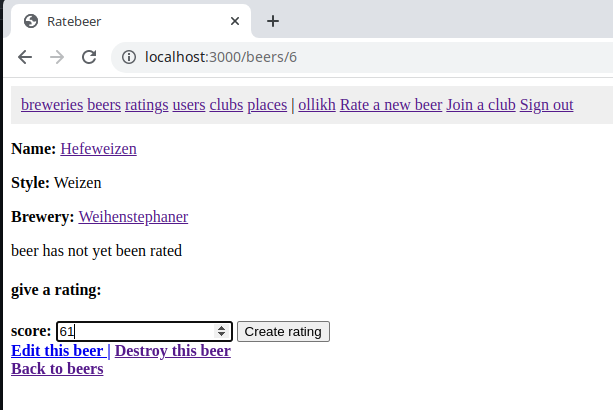 Ratebeer
localhost:3000/beers/6
breweries beers ratings users clubs places | ollikh Rate a new beer Join a club Sign out
Name: Hefeweizen
Style: Weizen
Brewery: Weihenstephaner
beer has not yet been rated
give a rating:
score: 61 Create rating
Edit this beer | Destroy this beer
Back to beers